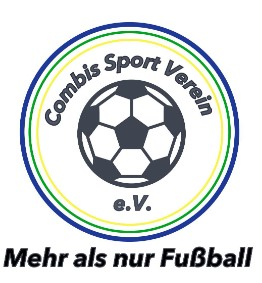 Combis Sport Verein
e.V.
Mehr als nur Fußball